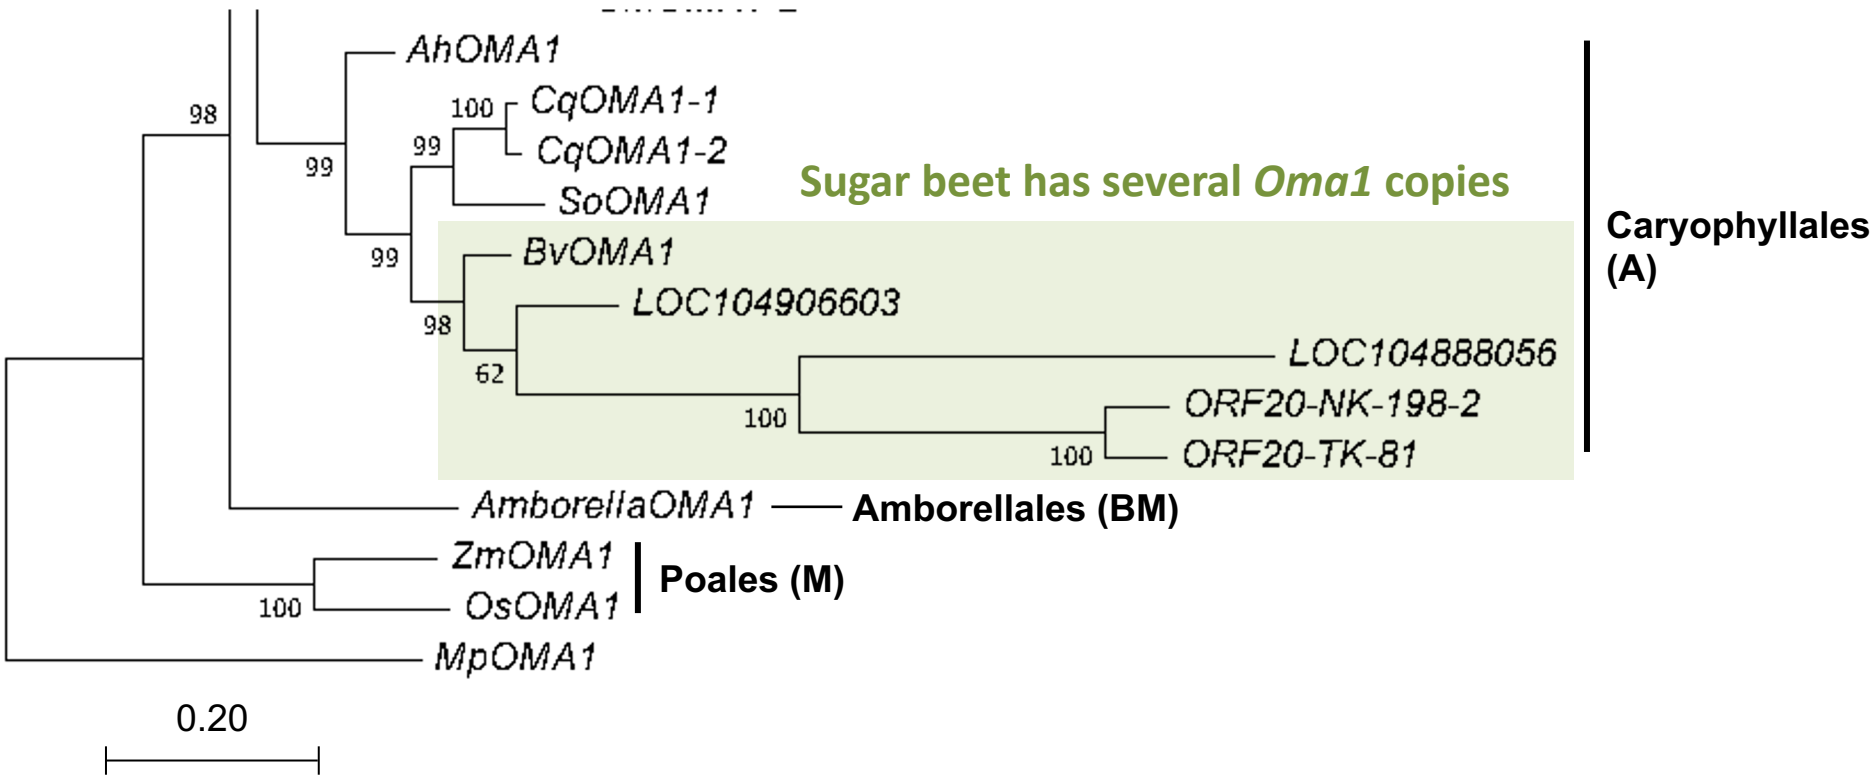 AhOMA1
100
CqOMA1-1
98
99
CqOMA1-2
99
Sugar beet has several Oma1 copies
SoOMA1
Caryophyllales
(A)
99
BvOMA1
LOC104906603
98
LOC104888056
62
ORF20-NK-198-2
100
ORF20-TK-81
100
AmborellaOMA1
Amborellales (BM)
ZmOMA1
Poales (M)
OsOMA1
100
MpOMA1
0.20